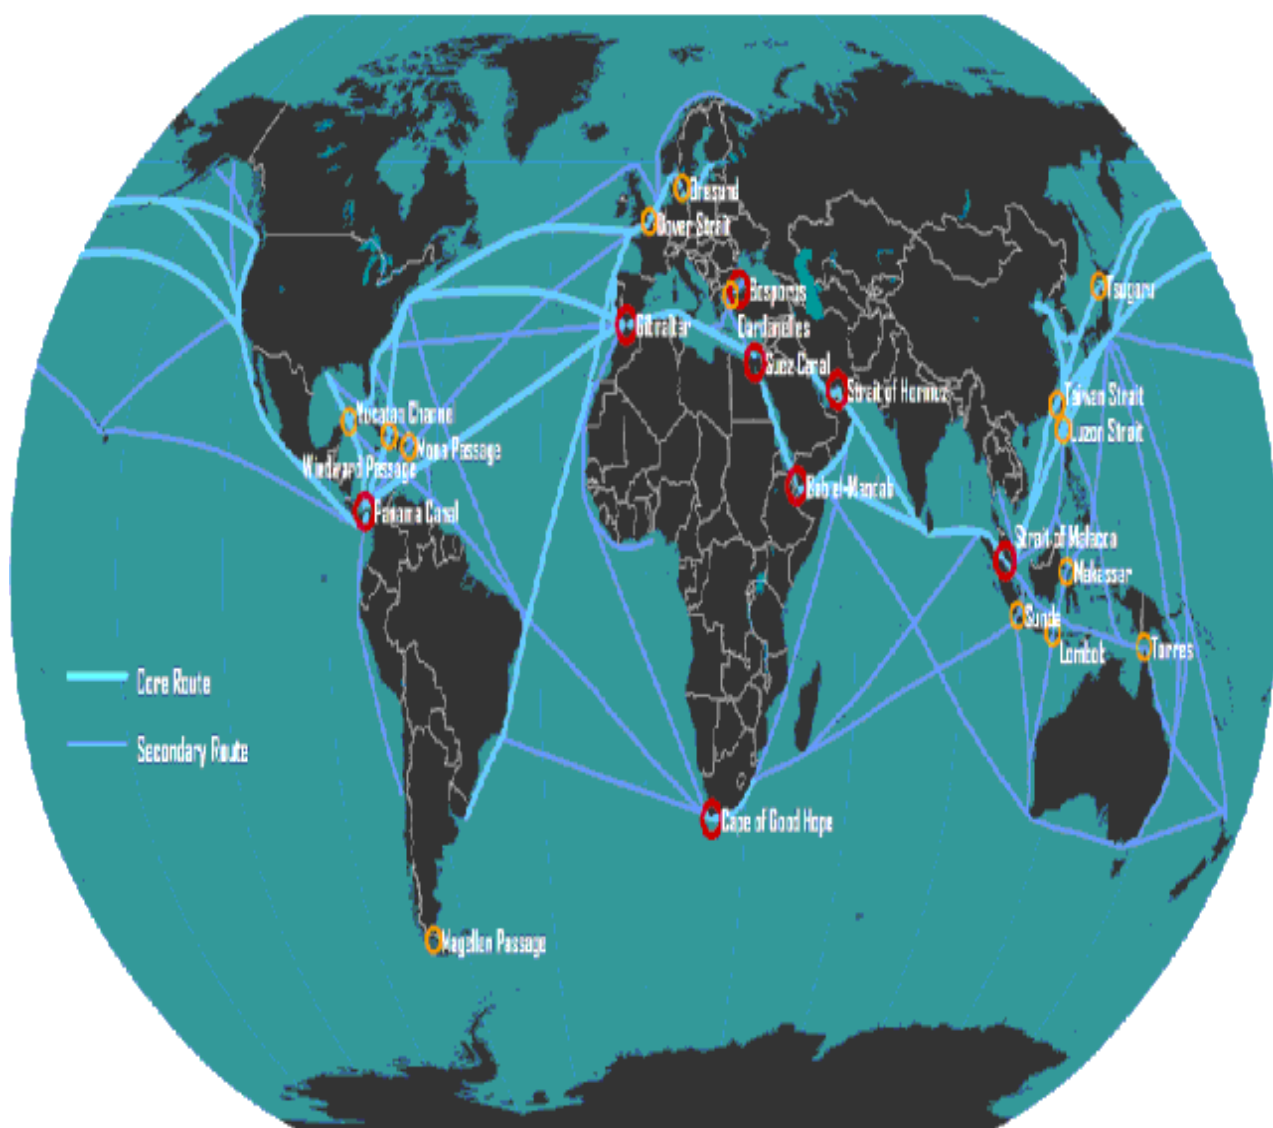 Oresund
Dover Strait
Bosporus
Dardanelles
Gibraltar
Suez Canal
Tsugaru
Strait of Hormuz
Taiwan Strait
Luzon Strait
Yucatan Channe
Mona Passage
Windward Passage
Bab el-Mandab
Panama Canal
Strait of Malacca
Makassar
Sunda
Lombok
Torres
Core Route
Secondary Route
Cape of Good Hope
Magellan Passage